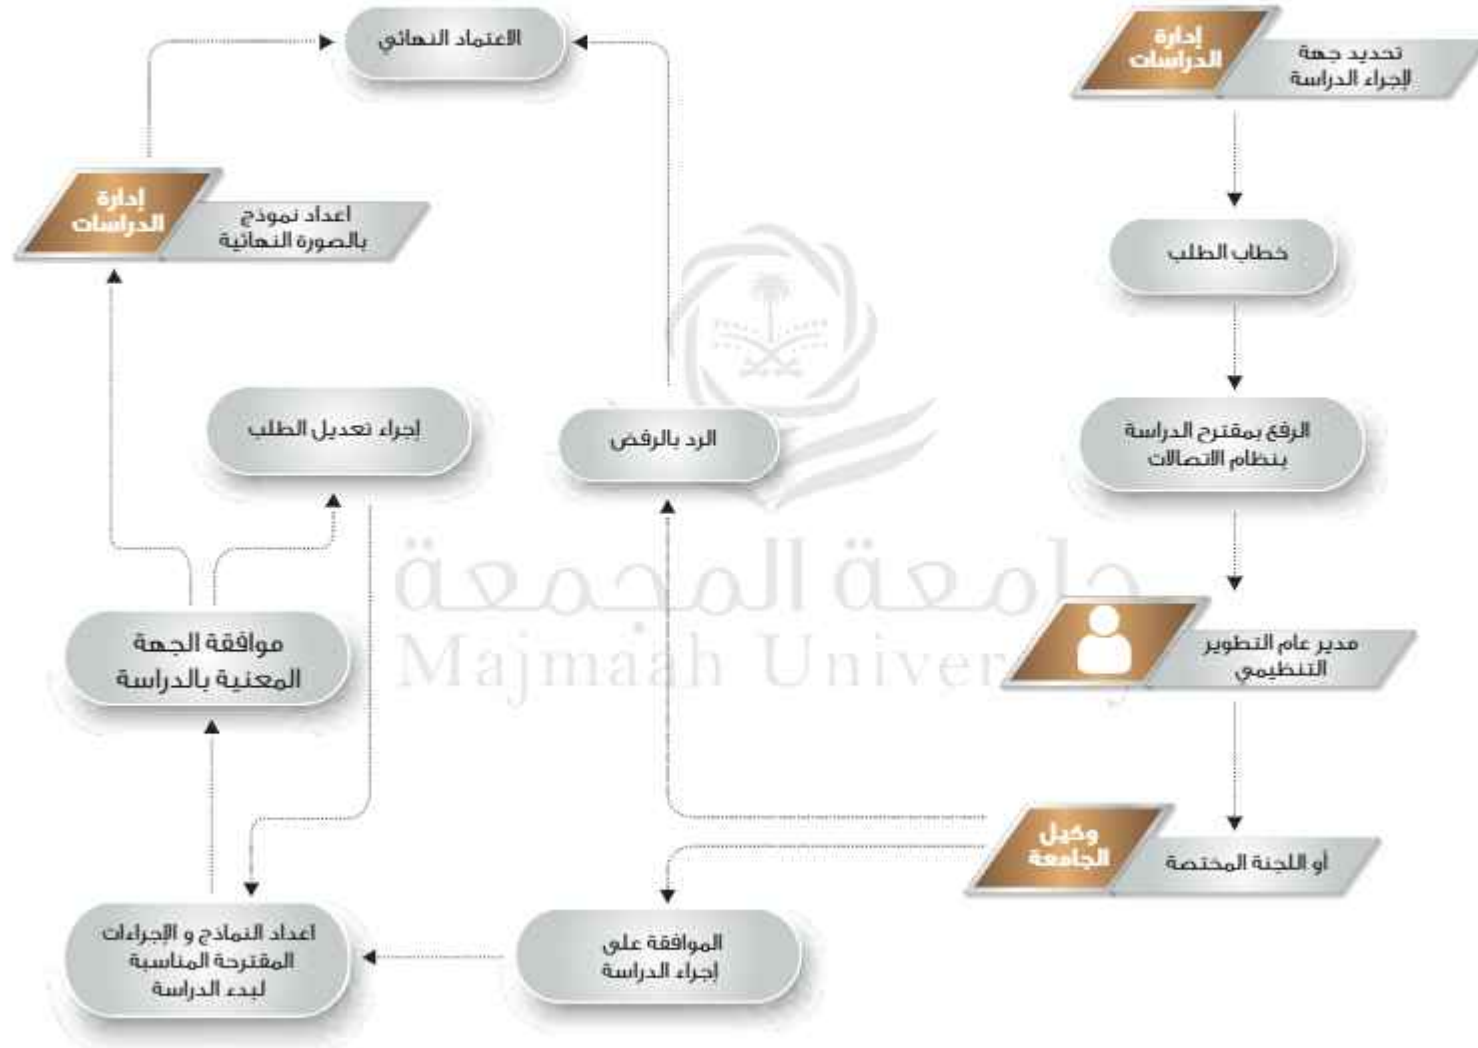 إدارة
الدراسات
تحديد جهة
لإجراء الدراسة
خطاب الطلب
الرفع بمقترح الدراسة
بنظام الاتصالات
مدير عام التطوير
التنظيمي
وكيل
الجامعة
أو اللجنة المختصة
الرد بالرفض
الموافقة على
إجراء الدراسة
اعداد النماذج و الإجراءات
المقترحة المناسبة
لبدء الدراسة
موافقة الجهة
المعنية بالدراسة
إجراء تعديل الطلب
إدارة
الدراسات
اعداد نموذج
بالصورة النهائية
الاعتماد النهائي
جامعة المجمعة
Majmaah Univer